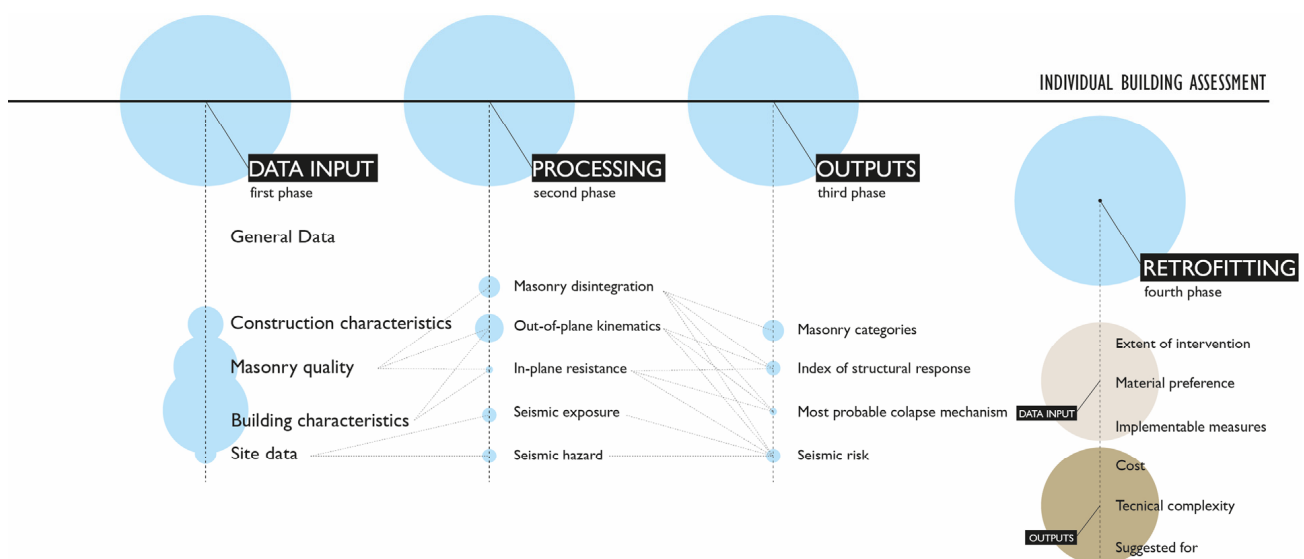 INDIVIDUAL BUILDING ASSESSMENT
DATA INPUT
first phase
PROCESSING
second phase
OUTPUTS
third phase
RETROFITTING
fourth phase
General Data
Construction characteristics
Masonry quality
Building characteristics
Site data
Masonry disintegration
Out-of-plane kinematics
In-plane resistance
Seismic exposure
Seismic hazard
Masonry categories
Index of structural response
Most probable colapse mechanism
Seismic risk
Extent of intervention
Material preference
DATA INPUT
Implementable measures
Cost
Tecnical complexity
OUTPUTS
Suggested for